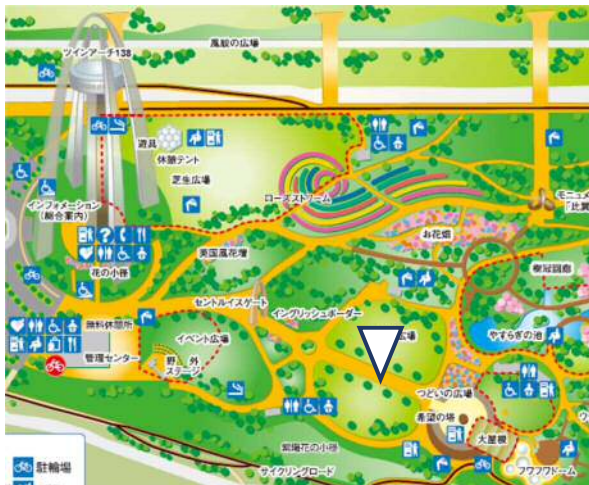 風紋の広場
ツインアーチ138
遊具
休憩テント
芝生広場
ローズストリーム
インフォメーション
(総合案内)
モニュメ
お花畑
英国風花壇
花の小径
樹冠回廊
セントルイスゲート
イングリッシュボーダー
無料休憩所
イベント広場
広場
やすらぎの池
野外
ステージ
管理センター
つどいの広場
希望の塔
大屋根
紫陽花の小径
サイクリングロード
フワフワドーム
駐輪場